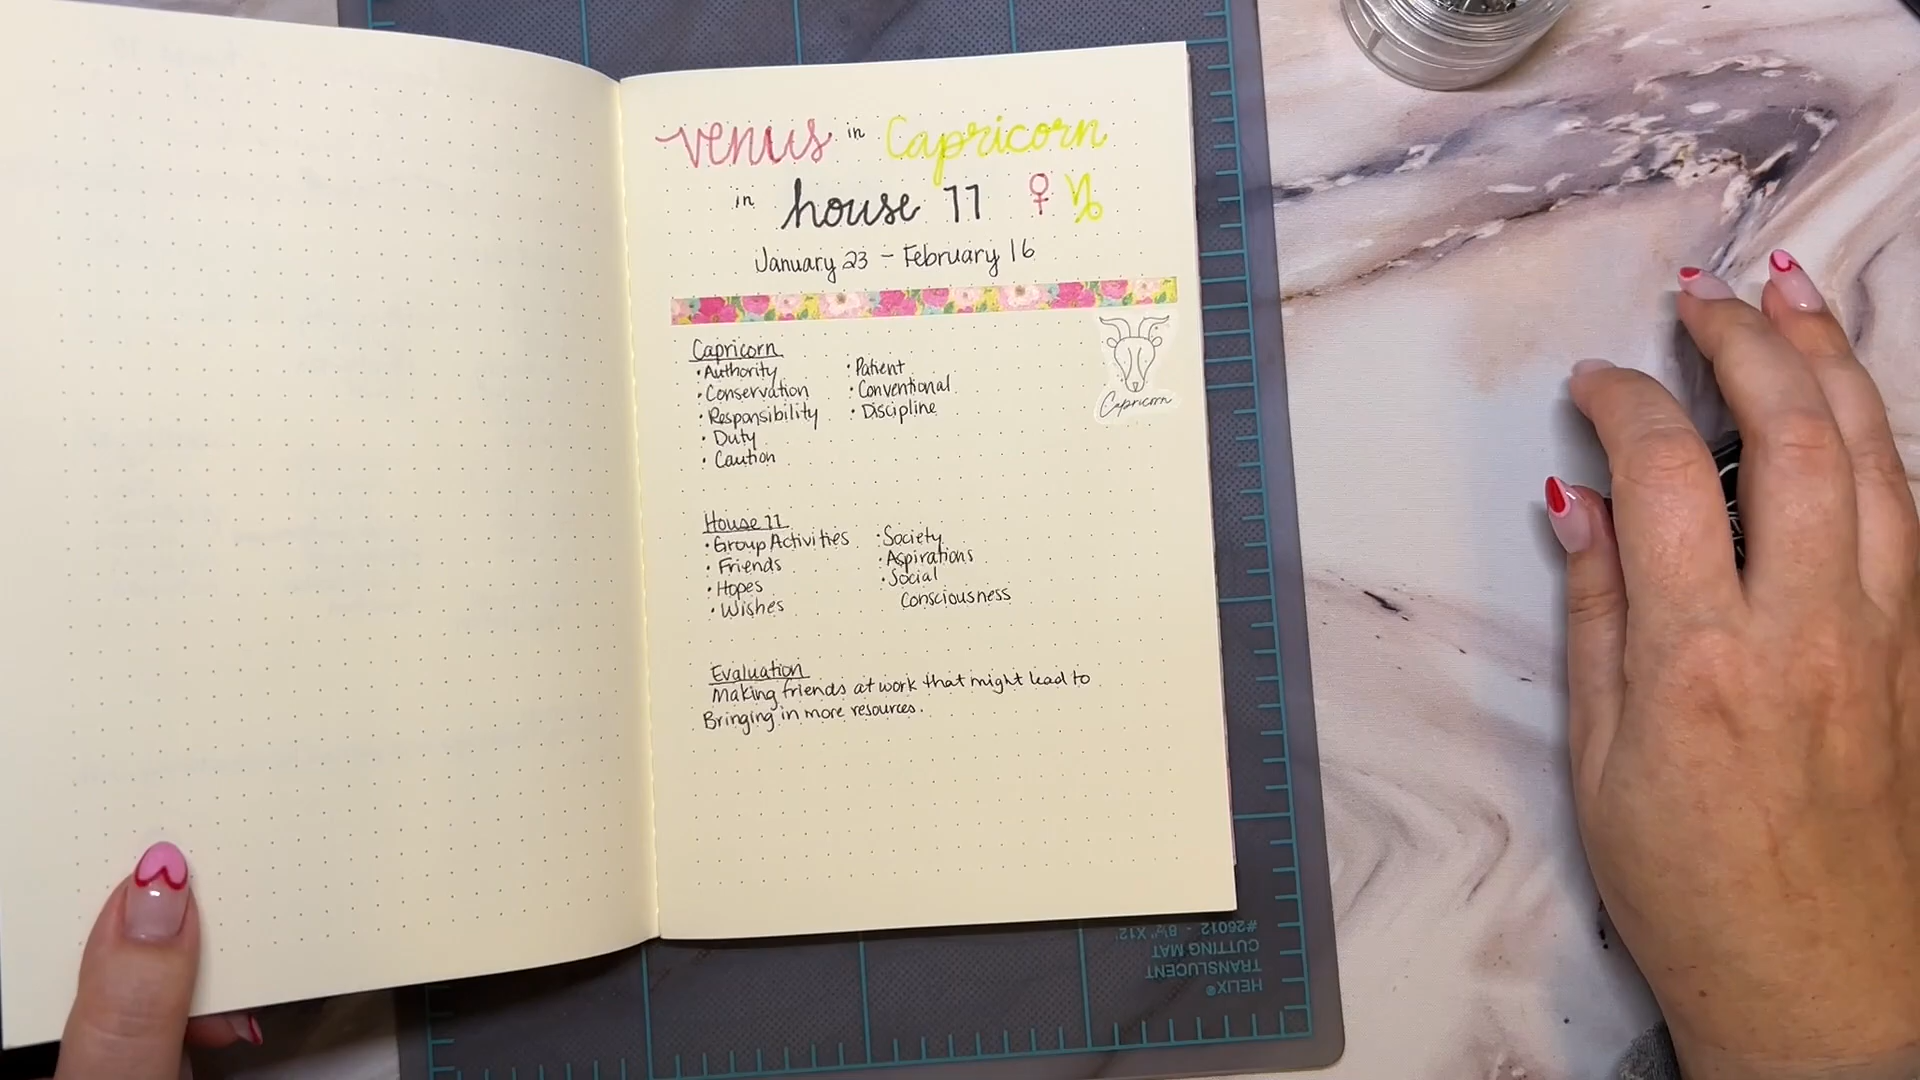 Venus in Capricorn
in house 11 ♀ ♑
January 23 - February 16
Capricorn
• Authority
• Conservation
• Responsibility
• Duty
• Caution
• Patient
• Conventional
• Discipline
Capricorn
House 11
• Group Activities
• Friends
• Hopes
• Wishes
• Society
• Aspirations
• Social
Consciousness
Evaluation
Making friends at work that might lead to
Bringing in more resources.
HELIX®
TRANSLUCENT
CUTTING MAT
#26012 - 8½" X12"